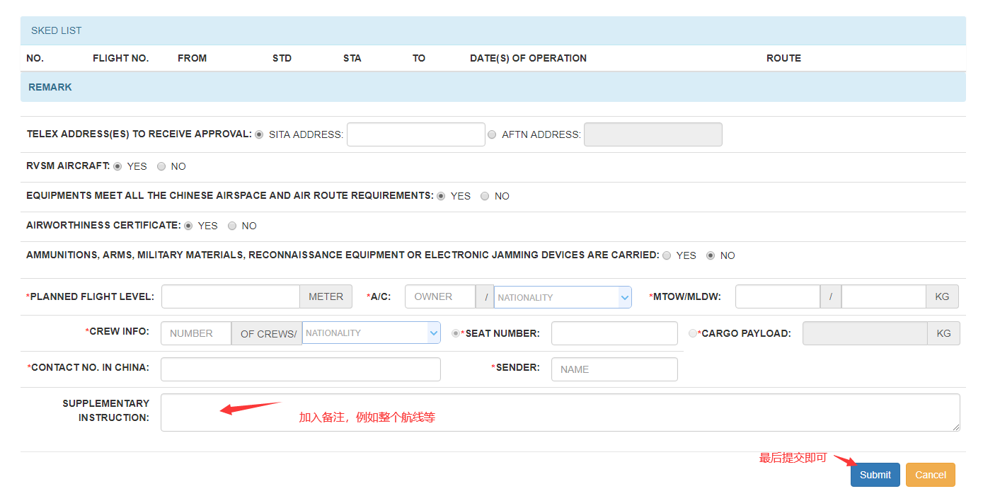 SKED LIST
NO. FLIGHT NO. FROM STD STA TO DATE(S) OF OPERATION ROUTE
REMARK
TELEX ADDRESS(ES) TO RECEIVE APPROVAL: SITA ADDRESS: AFTN ADDRESS:
RVSM AIRCRAFT: YES NO
EQUIPMENTS MEET ALL THE CHINESE AIRSPACE AND AIR ROUTE REQUIREMENTS: YES NO
AIRWORTHINESS CERTIFICATE: YES NO
AMMUNITIONS, ARMS, MILITARY MATERIALS, RECONNAISSANCE EQUIPMENT OR ELECTRONIC JAMMING DEVICES ARE CARRIED: YES NO
*PLANNED FLIGHT LEVEL: METER *A/C: OWNER / NATIONALITY *MTOW/MLDW: / KG
*CREW INFO: NUMBER OF CREWS/ NATIONALITY *SEAT NUMBER: *CARGO PAYLOAD: KG
*CONTACT NO. IN CHINA: *SENDER: NAME
SUPPLEMENTARY
INSTRUCTION:
加入备注，例如整个航线等
最后提交即可
Submit Cancel